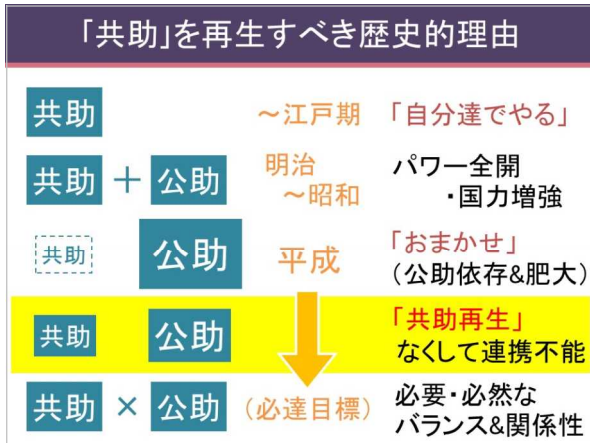 「共助」を再生すべき歴史的理由
共助 ～江戸期 「自分達でやる」
共助 + 公助 明治 ～昭和 パワー全開 ・国力増強
共助 公助 平成 「おまかせ」 (公助依存&肥大)
共助 公助 「共助再生」 なくして連携不能
共助 × 公助 (必達目標) 必要・必然な バランス&関係性